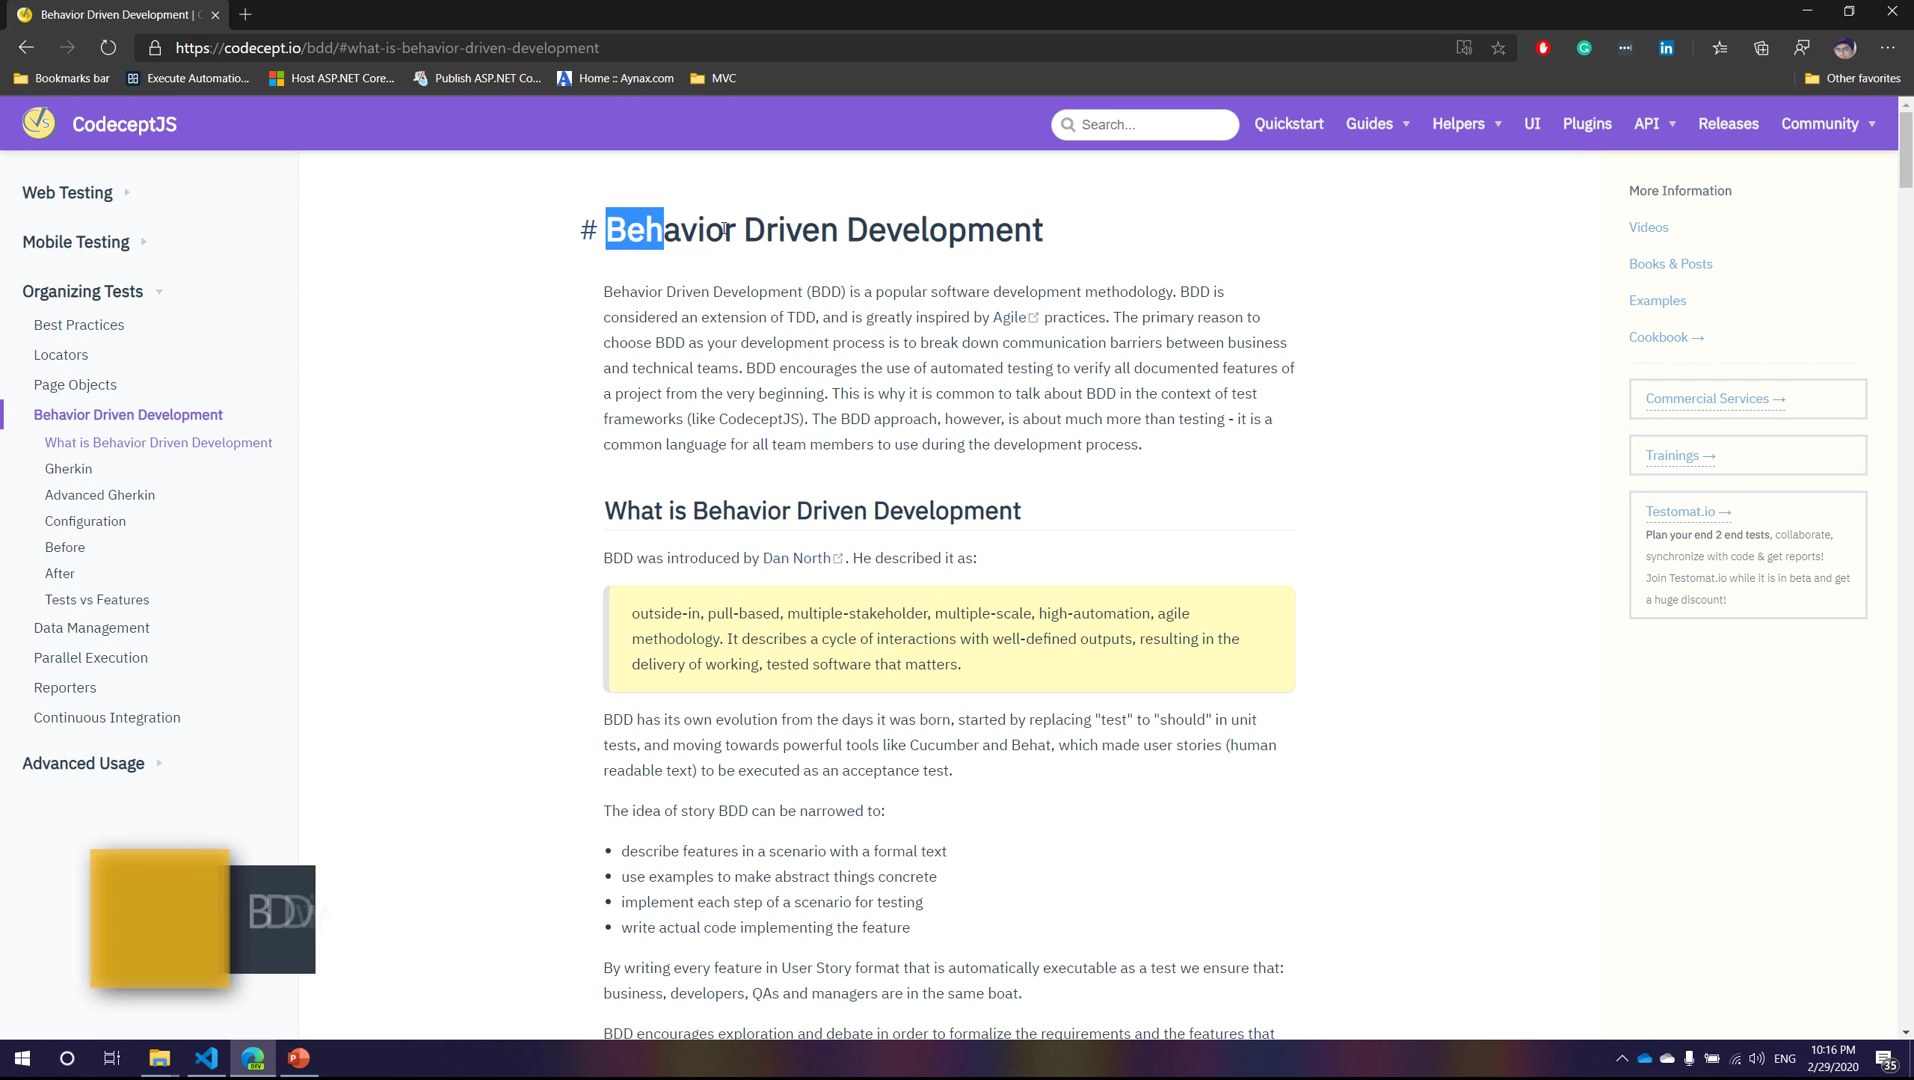 Behavior Driven Development |
https://codecept.io/bdd/#what-is-behavior-driven-development
Bookmarks bar
Execute Automatio...
Host ASP.NET Core...
Publish ASP.NET Co...
Home :: Aynax.com
MVC
Other favorites
CodeceptJS
Search...
Quickstart
Guides
Helpers
UI
Plugins
API
Releases
Community
Web Testing
Mobile Testing
Organizing Tests
Best Practices
Locators
Page Objects
Behavior Driven Development
What is Behavior Driven Development
Gherkin
Advanced Gherkin
Configuration
Before
After
Tests vs Features
Data Management
Parallel Execution
Reporters
Continuous Integration
Advanced Usage
# Behavior Driven Development
Behavior Driven Development (BDD) is a popular software development methodology. BDD is
considered an extension of TDD, and is greatly inspired by Agile practices. The primary reason to
choose BDD as your development process is to break down communication barriers between business
and technical teams. BDD encourages the use of automated testing to verify all documented features of
a project from the very beginning. This is why it is common to talk about BDD in the context of test
frameworks (like CodeceptJS). The BDD approach, however, is about much more than testing - it is a
common language for all team members to use during the development process.
What is Behavior Driven Development
BDD was introduced by Dan North. He described it as:
outside-in, pull-based, multiple-stakeholder, multiple-scale, high-automation, agile
methodology. It describes a cycle of interactions with well-defined outputs, resulting in the
delivery of working, tested software that matters.
BDD has its own evolution from the days it was born, started by replacing "test" to "should" in unit
tests, and moving towards powerful tools like Cucumber and Behat, which made user stories (human
readable text) to be executed as an acceptance test.
The idea of story BDD can be narrowed to:
• describe features in a scenario with a formal text
• use examples to make abstract things concrete
• implement each step of a scenario for testing
• write actual code implementing the feature
By writing every feature in User Story format that is automatically executable as a test we ensure that:
business, developers, QAs and managers are in the same boat.
BDD encourages exploration and debate in order to formalize the requirements and the features that
More Information
Videos
Books & Posts
Examples
Cookbook →
Commercial Services →
Trainings →
Testomat.io →
Plan your end 2 end tests, collaborate,
synchronize with code & get reports!
Join Testomat.io while it is in beta and get
a huge discount!
BDD
ENG
10:16 PM
2/29/2020
35